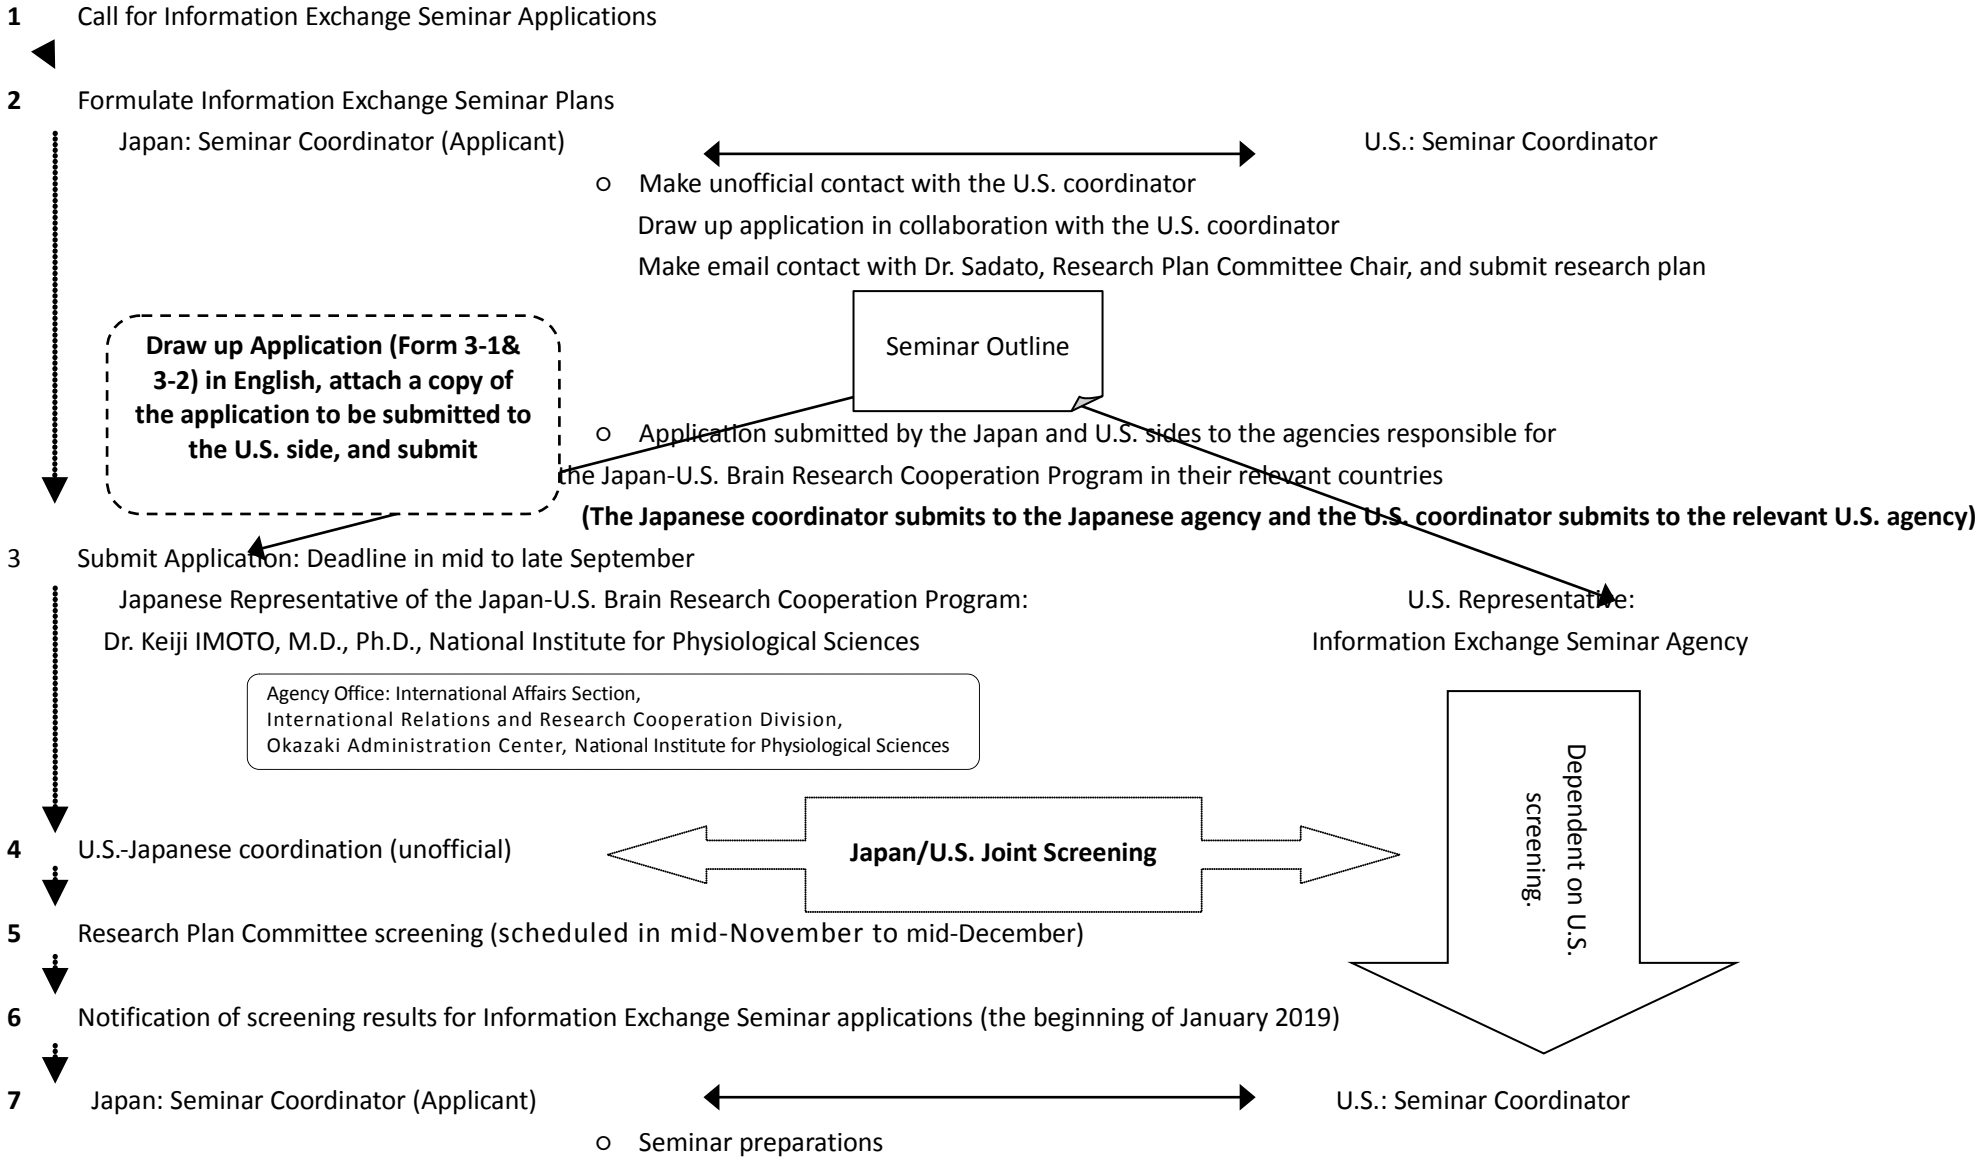 1 Call for Information Exchange Seminar Applications
2 Formulate Information Exchange Seminar Plans
Japan: Seminar Coordinator (Applicant)
U.S.: Seminar Coordinator
○ Make unofficial contact with the U.S. coordinator
Draw up application in collaboration with the U.S. coordinator
Make email contact with Dr. Sadato, Research Plan Committee Chair, and submit research plan
Seminar Outline
Draw up Application (Form 3-1&
3-2) in English, attach a copy of
the application to be submitted to
the U.S. side, and submit
○ Application submitted by the Japan and U.S. sides to the agencies responsible for
the Japan-U.S. Brain Research Cooperation Program in their relevant countries
(The Japanese coordinator submits to the Japanese agency and the U.S. coordinator submits to the relevant U.S. agency)
3 Submit Application: Deadline in mid to late September
Japanese Representative of the Japan-U.S. Brain Research Cooperation Program:
Dr. Keiji IMOTO, M.D., Ph.D., National Institute for Physiological Sciences
U.S. Representative:
Information Exchange Seminar Agency
Agency Office: International Affairs Section,
International Relations and Research Cooperation Division,
Okazaki Administration Center, National Institute for Physiological Sciences
Dependent on U.S.
screening.
4 U.S.-Japanese coordination (unofficial)
Japan/U.S. Joint Screening
5 Research Plan Committee screening (scheduled in mid-November to mid-December)
6 Notification of screening results for Information Exchange Seminar applications (the beginning of January 2019)
7 Japan: Seminar Coordinator (Applicant)
U.S.: Seminar Coordinator
○ Seminar preparations